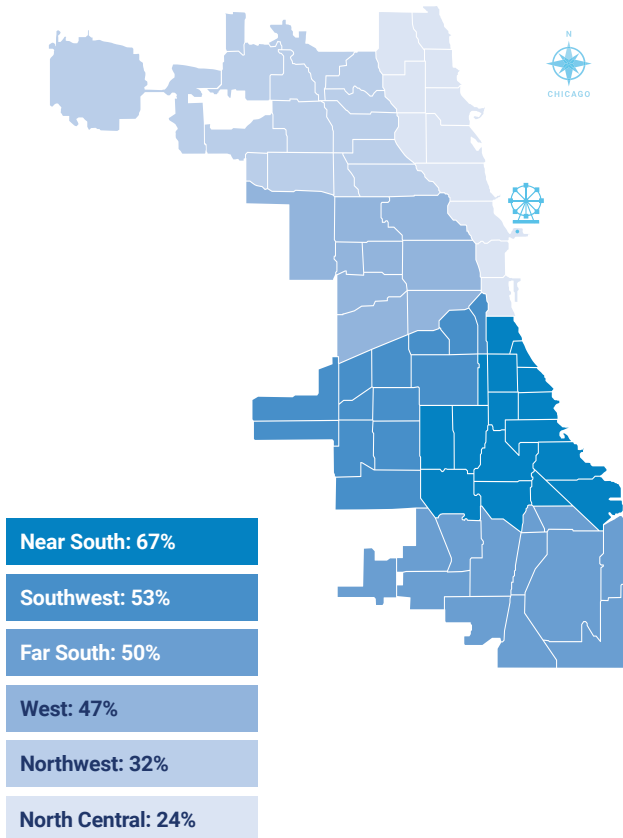 N
CHICAGO
Near South: 67%
Southwest: 53%
Far South: 50%
West: 47%
Northwest: 32%
North Central: 24%